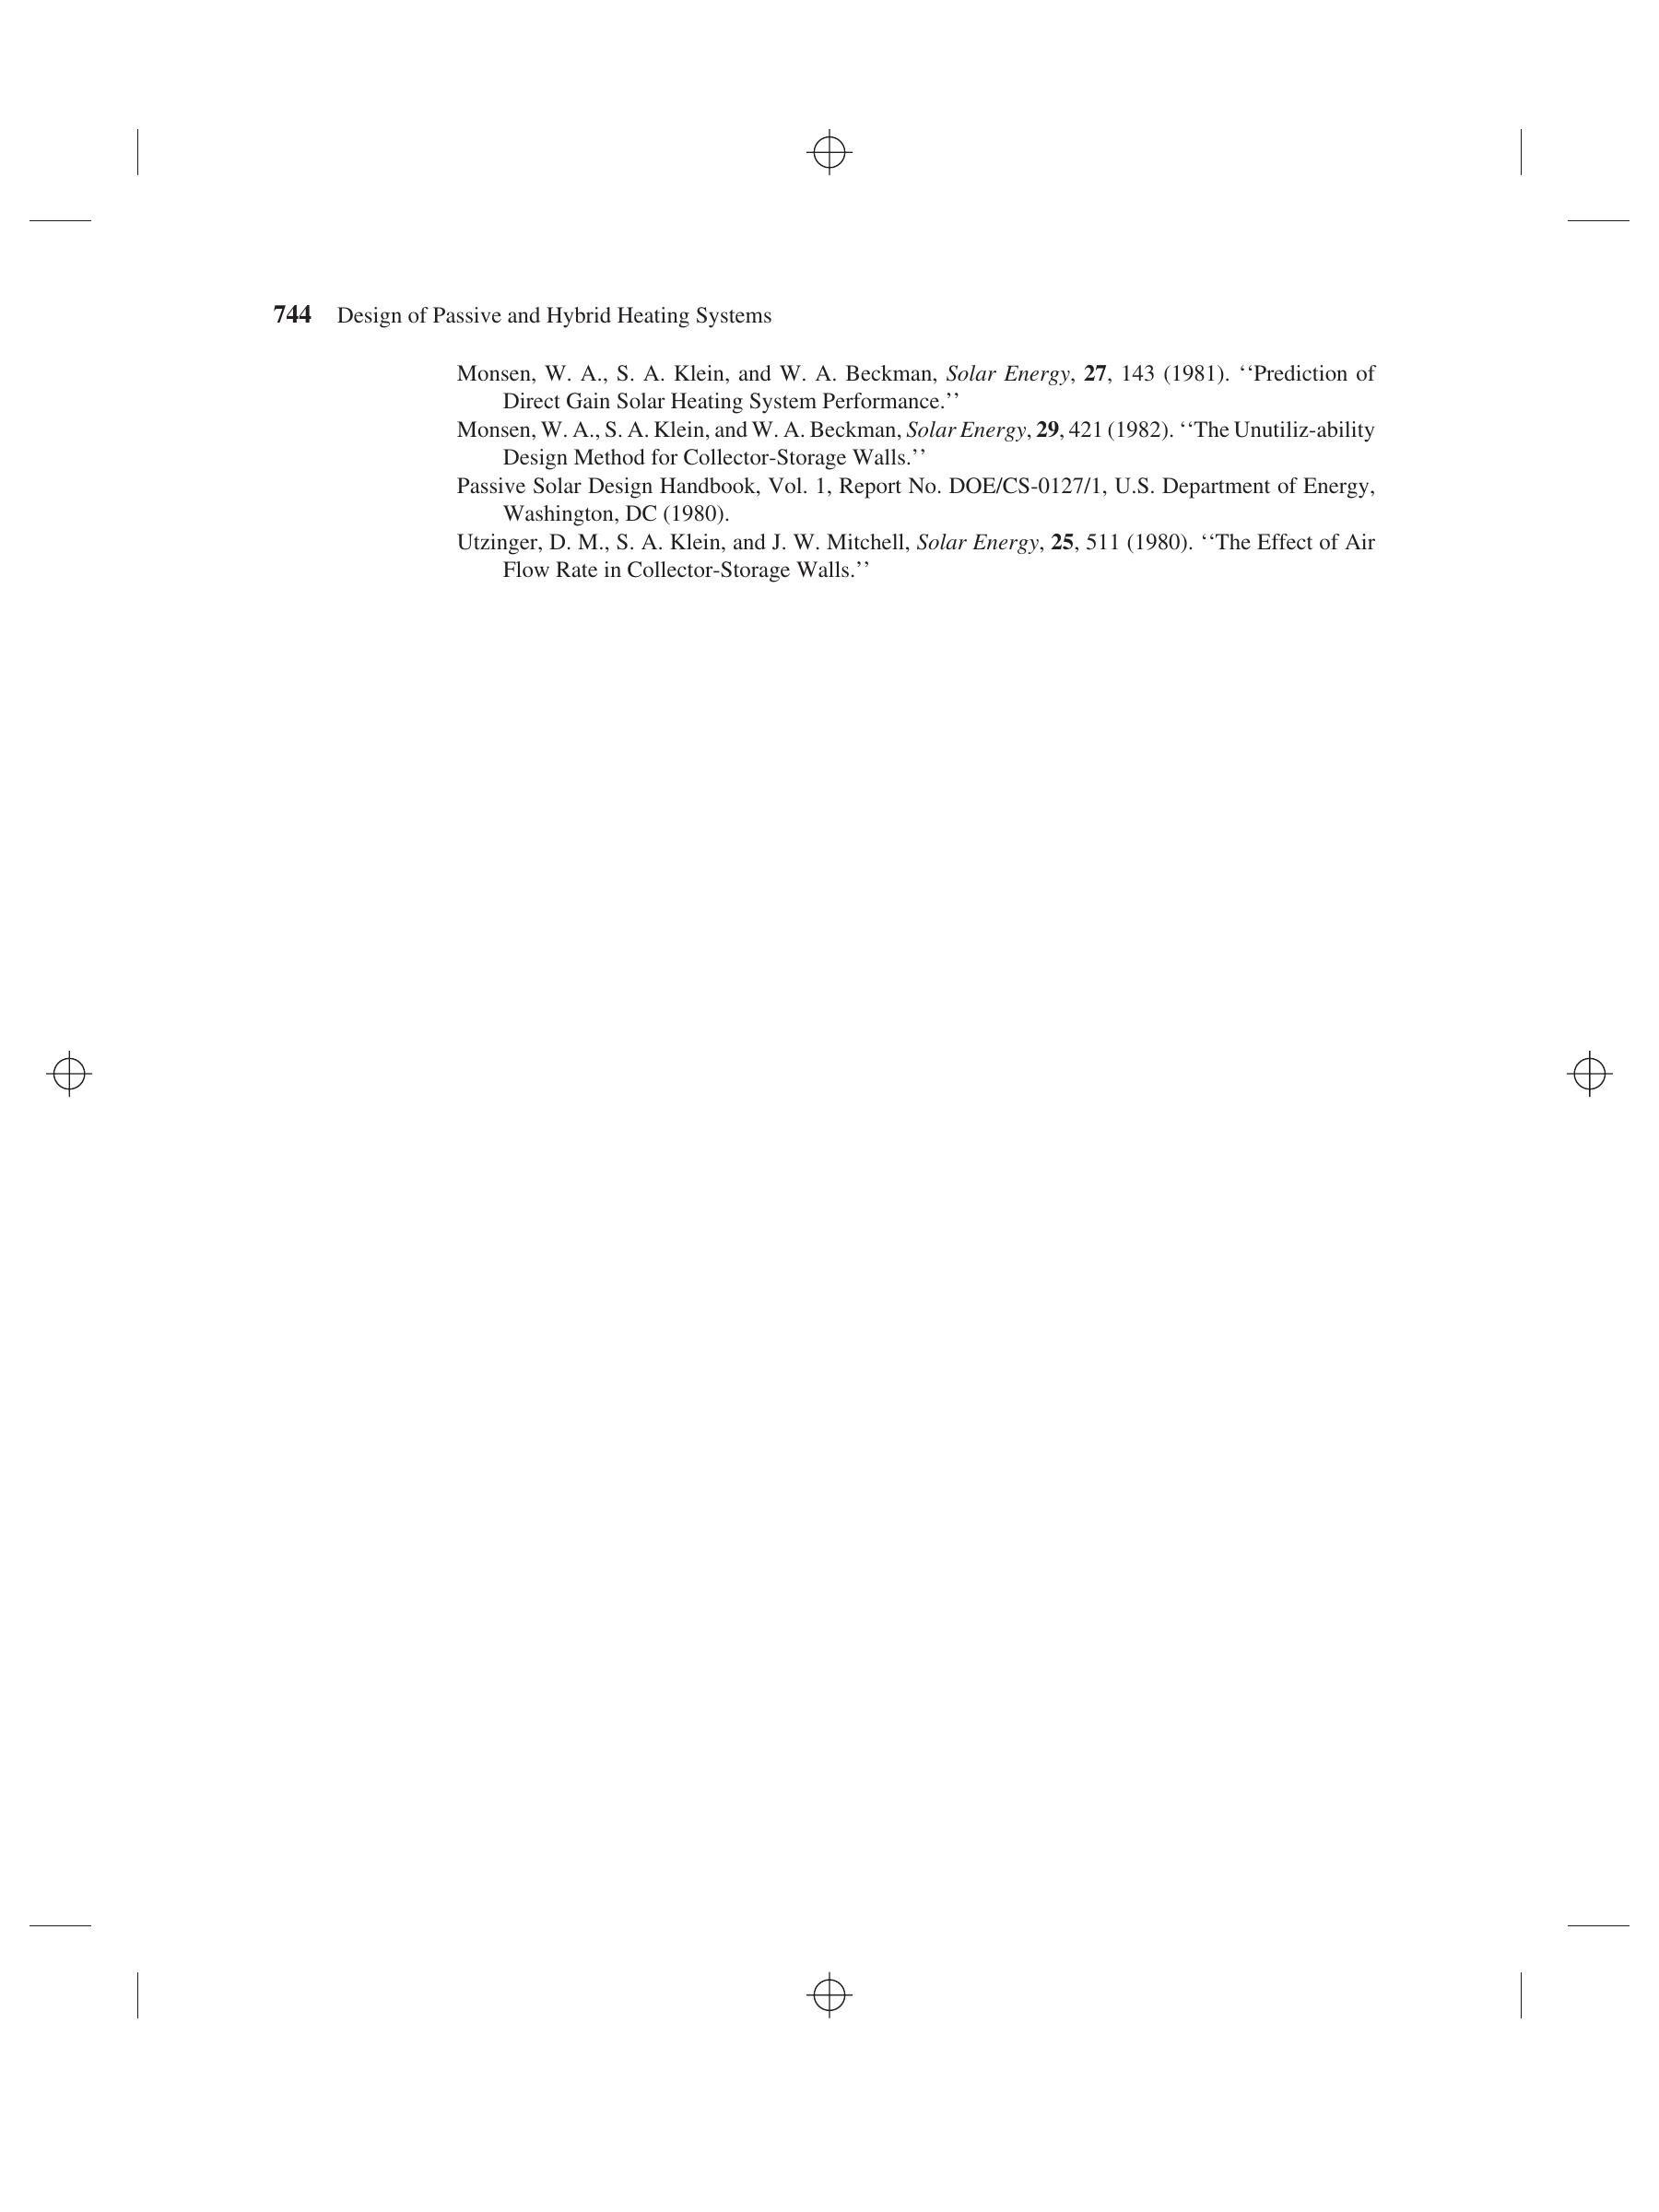 744 Design of Passive and Hybrid Heating Systems
Monsen, W. A., S. A. Klein, and W. A. Beckman, Solar Energy, 27, 143 (1981). ‘‘Prediction of
Direct Gain Solar Heating System Performance.’’
Monsen, W. A., S. A. Klein, and W. A. Beckman, Solar Energy, 29, 421 (1982). ‘‘The Unutiliz-ability
Design Method for Collector-Storage Walls.’’
Passive Solar Design Handbook, Vol. 1, Report No. DOE/CS-0127/1, U.S. Department of Energy,
Washington, DC (1980).
Utzinger, D. M., S. A. Klein, and J. W. Mitchell, Solar Energy, 25, 511 (1980). ‘‘The Effect of Air
Flow Rate in Collector-Storage Walls.’’